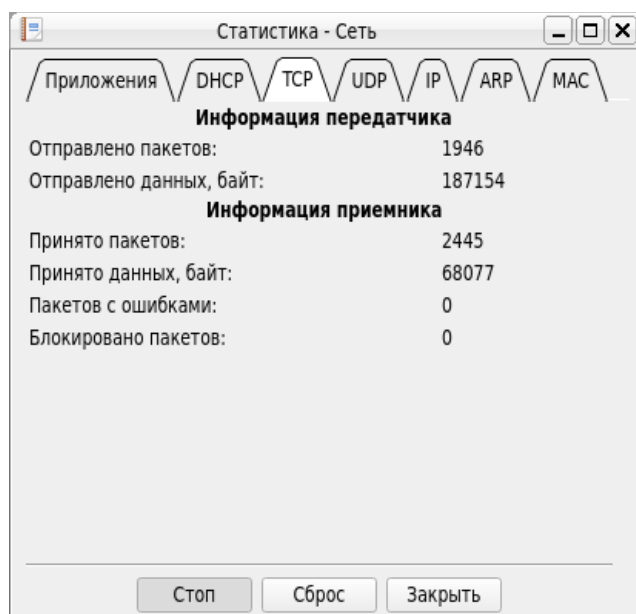 Статистика - Сеть
Приложения DHCP TCP UDP IP ARP MAC
Информация передатчика
Отправлено пакетов: 1946
Отправлено данных, байт: 187154
Информация приемника
Принято пакетов: 2445
Принято данных, байт: 68077
Пакетов с ошибками: 0
Блокировано пакетов: 0
Стоп Сброс Закрыть